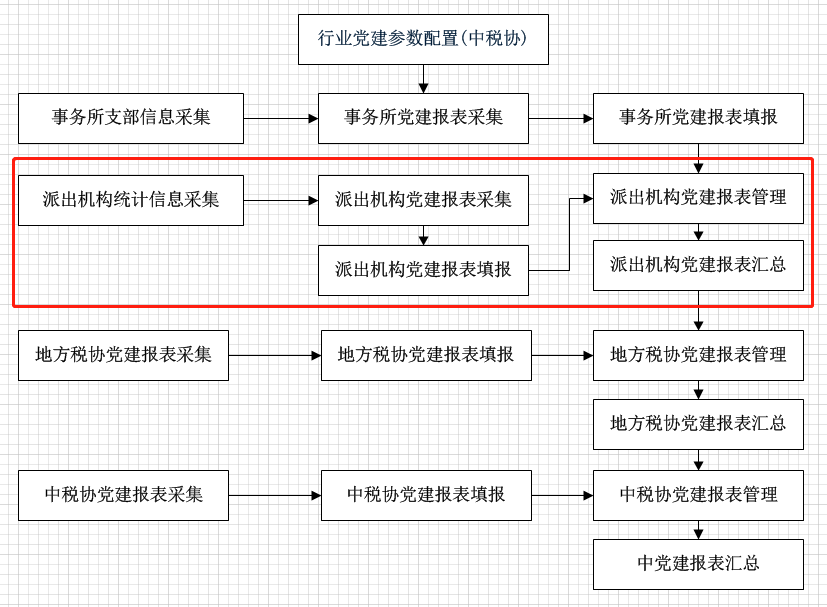 行业党建参数配置(中税协)
事务所支部信息采集
事务所党建报表采集
事务所党建报表填报
派出机构统计信息采集
派出机构党建报表采集
派出机构党建报表管理
派出机构党建报表填报
派出机构党建报表汇总
地方税协党建报表采集
地方税协党建报表填报
地方税协党建报表管理
地方税协党建报表汇总
中税协党建报表采集
中税协党建报表填报
中税协党建报表管理
中党建报表汇总